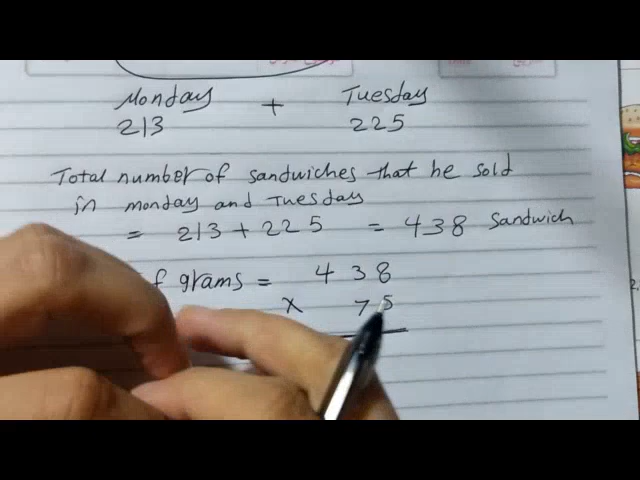 Monday + Tuesday
213 225
Total number of sandwiches that he sold
in monday and Tuesday
= 213 + 225 = 438 Sandwich
f grams = 438
x 75